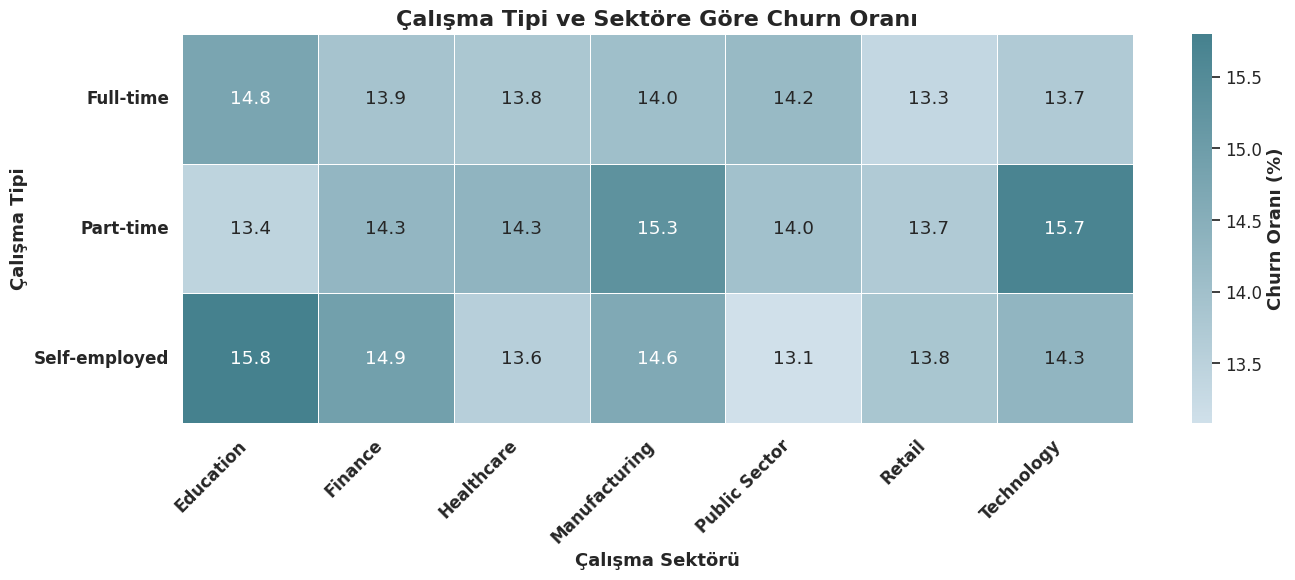 Çalışma Tipi ve Sektöre Göre Churn Oranı
Çalışma Tipi
Full-time 14.8 13.9 13.8 14.0 14.2 13.3 13.7
Part-time 13.4 14.3 14.3 15.3 14.0 13.7 15.7
Self-employed 15.8 14.9 13.6 14.6 13.1 13.8 14.3
Education Finance Healthcare Manufacturing Public Sector Retail Technology
Çalışma Sektörü
15.5
15.0
14.5
14.0
13.5
Churn Oranı (%)